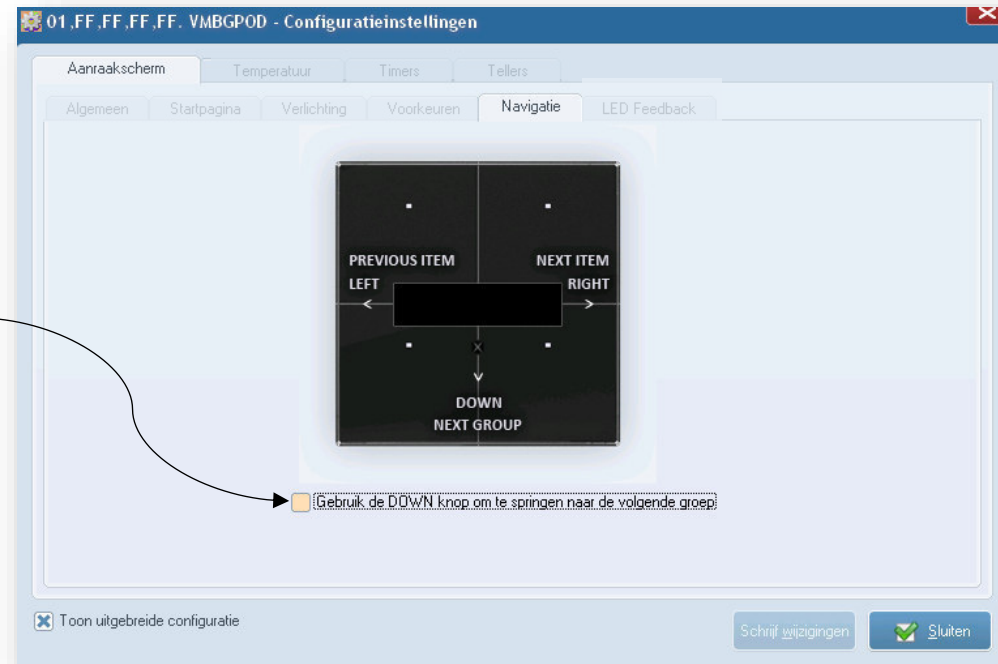 01,FF,FF,FF,FF. VMBGPOD - Configuratieinstellingen
Aanraakscherm Temperatuur Timers Tellers
Algemeen Startpagina Verlichting Voorkeuren Navigatie LED Feedback
PREVIOUS ITEM NEXT ITEM
LEFT RIGHT
< >
DOWN
NEXT GROUP
Gebruik de DOWN knop om te springen naar de volgende groep
Toon uitgebreide configuratie
Schrijf wijzigingen Sluiten